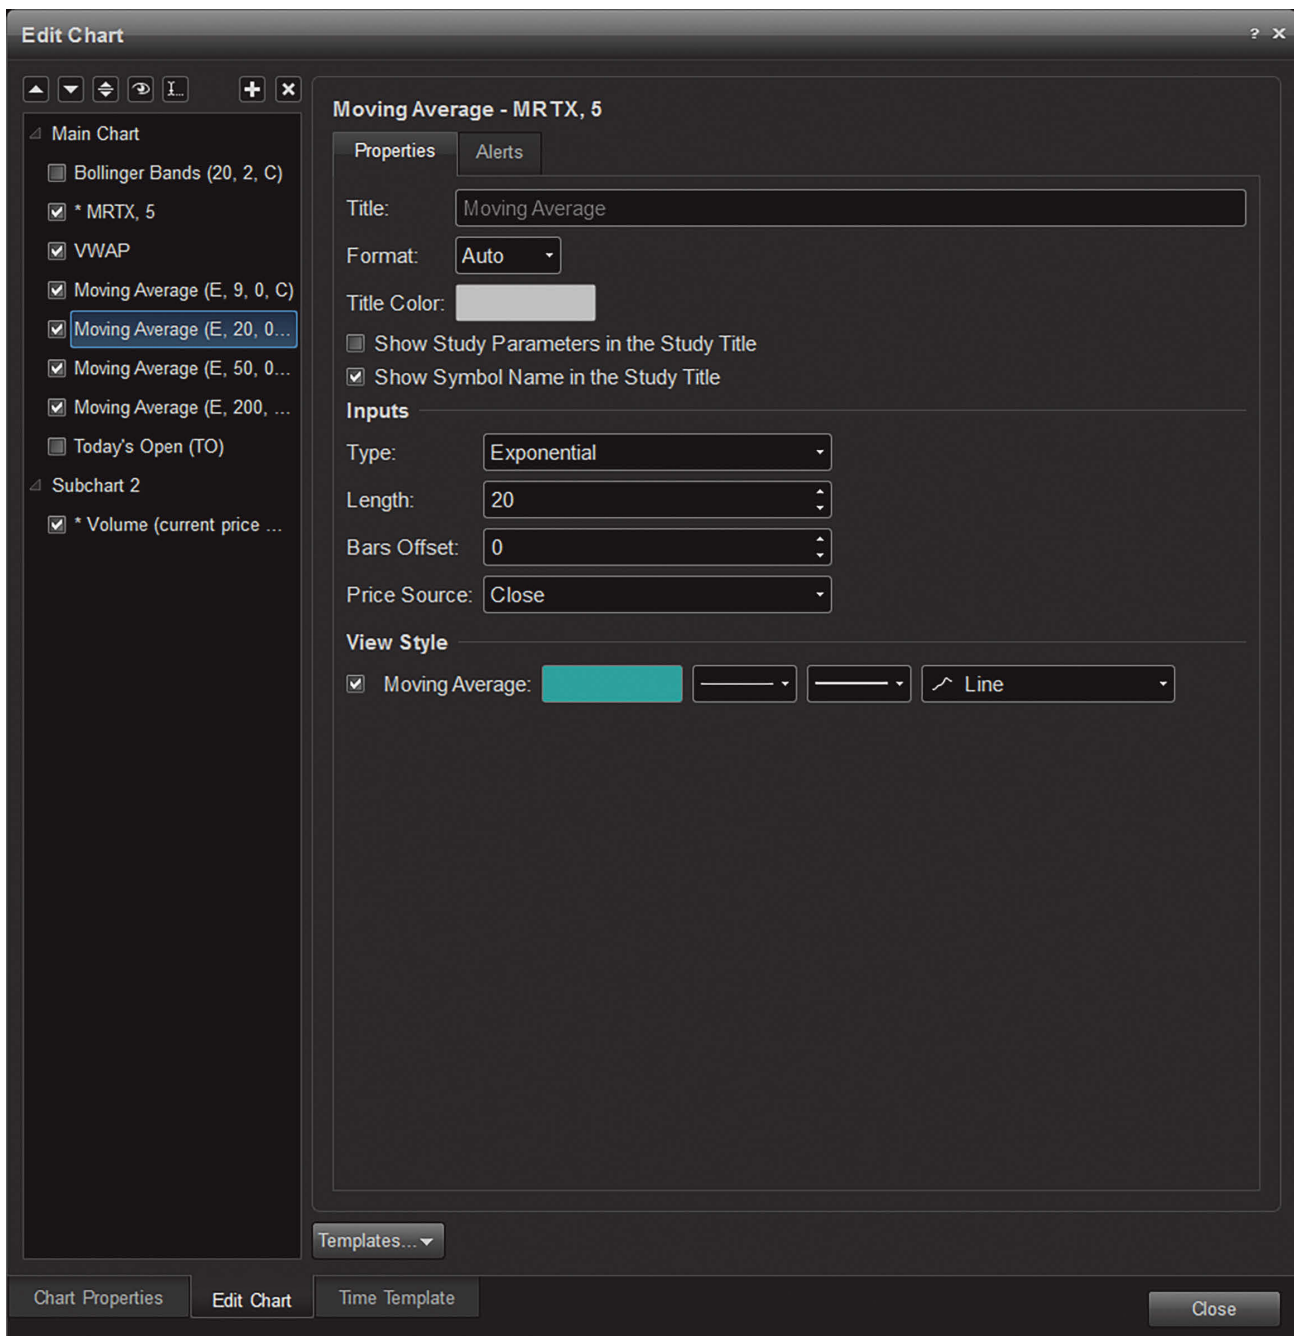 Edit Chart ? X
Moving Average - MRTX, 5
Properties Alerts
Main Chart
Bollinger Bands (20, 2, C)
* MRTX, 5
VWAP
Moving Average (E, 9, 0, C)
Moving Average (E, 20, 0...
Moving Average (E, 50, 0...
Moving Average (E, 200, ...
Today's Open (TO)
Subchart 2
* Volume (current price ...
Title: Moving Average
Format: Auto
Title Color:
Show Study Parameters in the Study Title
Show Symbol Name in the Study Title
Inputs
Type: Exponential
Length: 20
Bars Offset: 0
Price Source: Close
View Style
Moving Average: Line
Templates...
Chart Properties Edit Chart Time Template Close